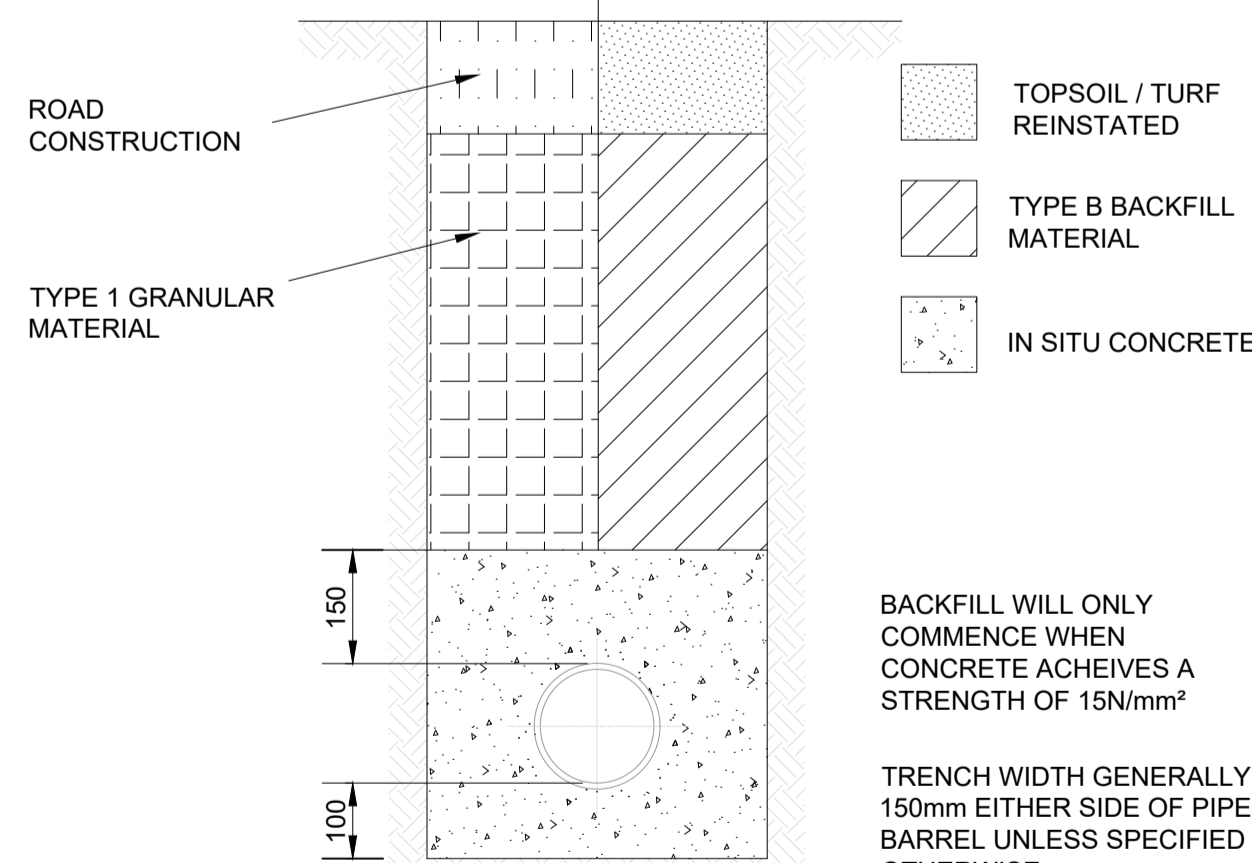 ROAD
CONSTRUCTION
TYPE 1 GRANULAR
MATERIAL
TOPSOIL / TURF
REINSTATED
TYPE B BACKFILL
MATERIAL
IN SITU CONCRETE
150
100
BACKFILL WILL ONLY
COMMENCE WHEN
CONCRETE ACHEIVES A
STRENGTH OF 15N/mm²
TRENCH WIDTH GENERALLY
150mm EITHER SIDE OF PIPE
BARREL UNLESS SPECIFIED